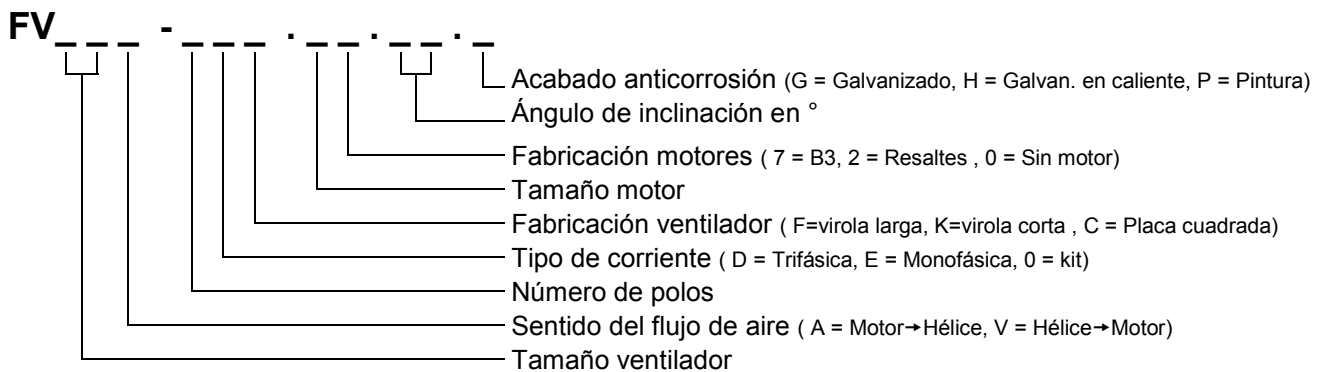 FV_ _ _ - _ _ _ . _ _ . _ _ . _
Acabado anticorrosión (G = Galvanizado, H = Galvan. en caliente, P = Pintura)
Ángulo de inclinación en °
Fabricación motores ( 7 = B3, 2 = Resaltes , 0 = Sin motor)
Tamaño motor
Fabricación ventilador ( F=virola larga, K=virola corta , C = Placa cuadrada)
Tipo de corriente ( D = Trifásica, E = Monofásica, 0 = kit)
Número de polos
Sentido del flujo de aire ( A = Motor→Hélice, V = Hélice→Motor)
Tamaño ventilador